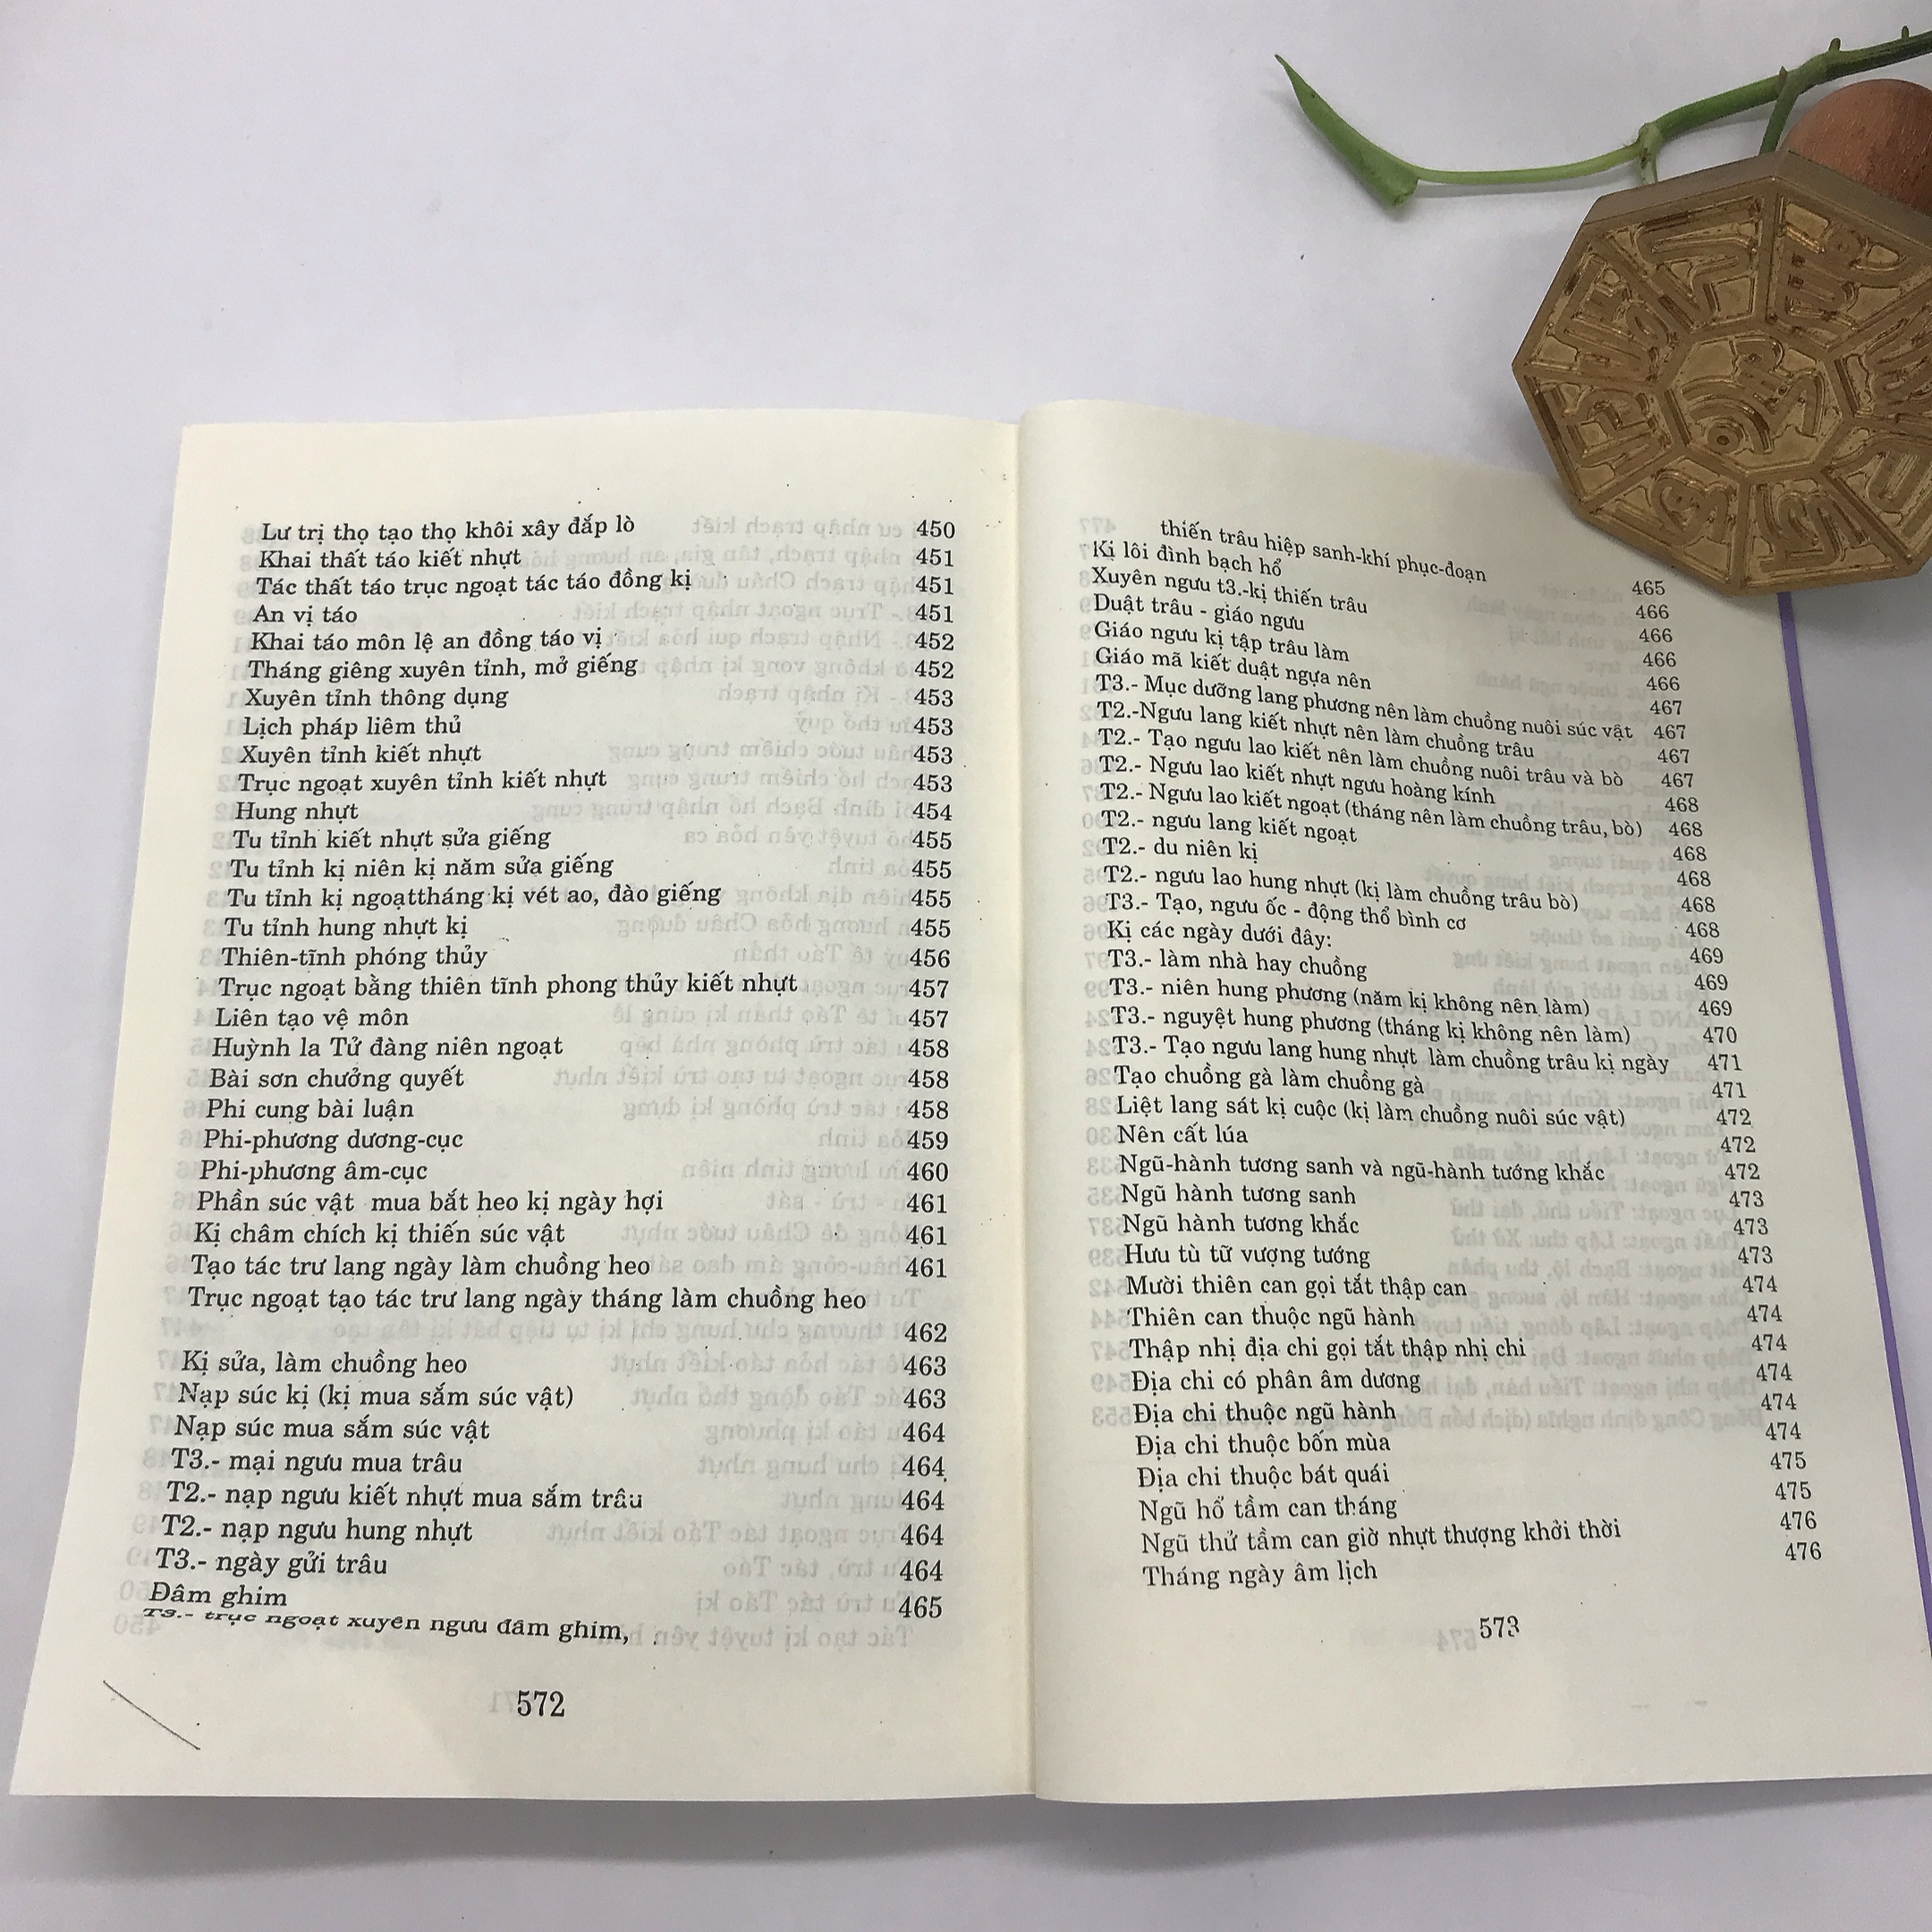 Lư trị thọ tạo thọ khôi xây đắp lò 450
Khai thất táo kiết nhựt 451
Tác thất táo trục ngoạt tác táo đồng kị 451
An vị táo 451
Khai táo môn lệ an đồng táo vị 452
Tháng giêng xuyên tỉnh, mở giếng 452
Xuyên tỉnh thông dụng 453
Lịch pháp liêm thủ 453
Xuyên tỉnh kiết nhựt 453
Trục ngoạt xuyên tỉnh kiết nhựt 453
Hung nhựt 454
Tu tỉnh kiết nhựt sửa giếng 455
Tu tỉnh kị niên kị năm sửa giếng 455
Tu tỉnh kị ngoạttháng kị vét ao, đào giếng 455
Tu tỉnh hung nhựt kị 455
Thiên-tĩnh phóng thủy 456
Trục ngoạt bằng thiên tĩnh phong thủy kiết nhựt 457
Liên tạo vệ môn 457
Huỳnh la Tử đàng niên ngoạt 458
Bài sơn chưởng quyết 458
Phi cung bài luận 458
Phi-phương dương-cục 459
Phi-phương âm-cục 460
Phần súc vật mua bắt heo kị ngày hợi 461
Kị châm chích kị thiến súc vật 461
Tạo tác trư lang ngày làm chuồng heo 461
Trục ngoạt tạo tác trư lang ngày tháng làm chuồng heo
462
Kị sửa, làm chuồng heo 463
Nạp súc kị (kị mua sắm súc vật) 463
Nạp súc mua sắm súc vật 464
T3.- mại ngưu mua trâu 464
T2.- nạp ngưu kiết nhựt mua sắm trâu 464
T2.- nạp ngưu hung nhựt 464
T3.- ngày gửi trâu 464
Đâm ghim 465
T3.- trục ngoạt xuyên ngưu đâm ghim,
572
thiến trâu hiệp sanh-khí phục-đoạn 465
Kị lôi đình bạch hổ 466
Xuyên ngưu t3.-kị thiến trâu 466
Duật trâu - giáo ngưu 466
Giáo ngưu kị tập trâu làm 466
Giáo mã kiết duật ngựa nên 467
T3.- Mục dưỡng lang phương nên làm chuồng nuôi súc vật 467
T2.-Ngưu lang kiết nhựt nên làm chuồng trâu 467
T2.- Tạo ngưu lao kiết nên làm chuồng nuôi trâu và bò 467
T2.- Ngưu lao kiết nhựt ngưu hoàng kính 468
T2.- Ngưu lao kiết ngoạt (tháng nên làm chuồng trâu, bò) 468
T2.- ngưu lang kiết ngoạt 468
T2.- du niên kị 468
T2.- ngưu lao hung nhựt (kị làm chuồng trâu bò) 468
T3.- Tạo, ngưu ốc - động thổ bình cơ 468
Kị các ngày dưới đây: 469
T3.- làm nhà hay chuồng 469
T3.- niên hung phương (năm kị không nên làm) 469
T3.- nguyệt hung phương (tháng kị không nên làm) 470
T3.- Tạo ngưu lang hung nhựt làm chuồng trâu kị ngày 471
Tạo chuồng gà làm chuồng gà 471
Liệt lang sát kị cuộc (kị làm chuồng nuôi súc vật) 472
Nên cất lúa 472
Ngũ-hành tương sanh và ngũ-hành tướng khắc 472
Ngũ hành tương sanh 473
Ngũ hành tương khắc 473
Hưu tù tữ vượng tướng 473
Mười thiên can gọi tắt thập can 474
Thiên can thuộc ngũ hành 474
Thập nhị địa chi gọi tắt thập nhị chi 474
Địa chi có phân âm dương 474
Địa chi thuộc ngũ hành 474
Địa chi thuộc bốn mùa 474
Địa chi thuộc bát quái 475
Ngũ hổ tầm can tháng 475
Ngũ thử tầm can giờ nhựt thượng khởi thời 476
Tháng ngày âm lịch 476
573